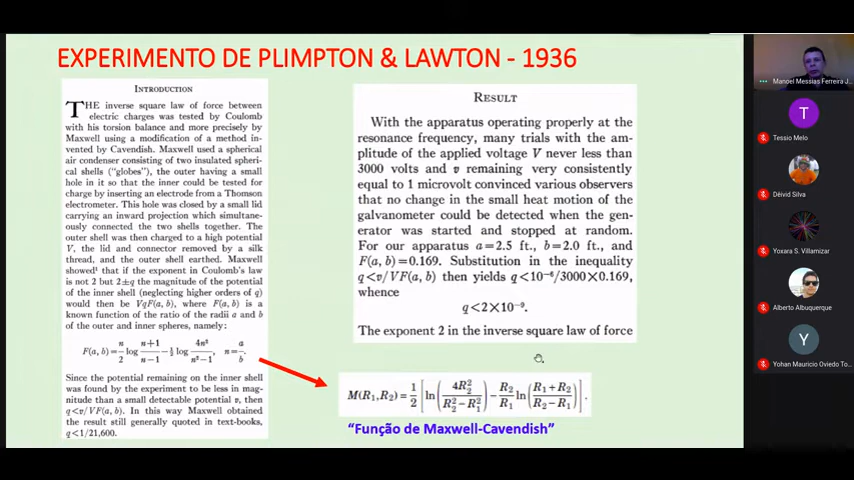 EXPERIMENTO DE PLIMPTON & LAWTON - 1936
INTRODUCTION
THE inverse square law of force between
electric charges was tested by Coulomb
with his torsion balance and more precisely by
Maxwell using a modification of a method in-
vented by Cavendish. Maxwell used a spherical
air condenser consisting of two insulated spheri-
cal shells ("globes"), the outer having a small
hole in it so that the inner could be tested for
charge by inserting an electrode from a Thomson
electrometer. This hole was closed by a small lid
carrying an inward projection which simultane-
ously connected the two shells together. The
outer shell was then charged to a high potential
V, the lid and connector removed by a silk
thread, and the outer shell earthed. Maxwell
showed¹ that if the exponent in Coulomb's law
is not 2 but 2±q the magnitude of the potential
of the inner shell (neglecting higher orders of q)
would then be VqF(a, b), where F(a, b) is a
known function of the ratio of the radii a and b
of the outer and inner spheres, namely:
F(a, b) = n/2 log n+1/n−1 − ½ log 4n²/n²−1, n = a/b
Since the potential remaining on the inner shell
was found by the experiment to be less in mag-
nitude than a small detectable potential v, then
q<v/VF(a, b). In this way Maxwell obtained
the result still generally quoted in text-books,
q<1/21,600.
RESULT
With the apparatus operating properly at the
resonance frequency, many trials with the am-
plitude of the applied voltage V never less than
3000 volts and v remaining very consistently
equal to 1 microvolt convinced various observers
that no change in the small heat motion of the
galvanometer could be detected when the gen-
erator was started and stopped at random.
For our apparatus a=2.5 ft., b=2.0 ft., and
F(a, b)=0.169. Substitution in the inequality
q<v/VF(a, b) then yields q<10⁻⁶/3000×0.169,
whence
q<2×10⁻⁹.
The exponent 2 in the inverse square law of force
M(R₁,R₂) = 1/2 [ln(4R₂²/R₂²−R₁²) − R₂/R₁ ln(R₁+R₂/R₂−R₁)].
"Função de Maxwell-Cavendish"
Manoel Messias Ferreira J...
T
Tessio Melo
Déivid Silva
Yoxara S. Villamizar
Alberto Albuquerque
Y
Yohan Mauricio Oviedo To...